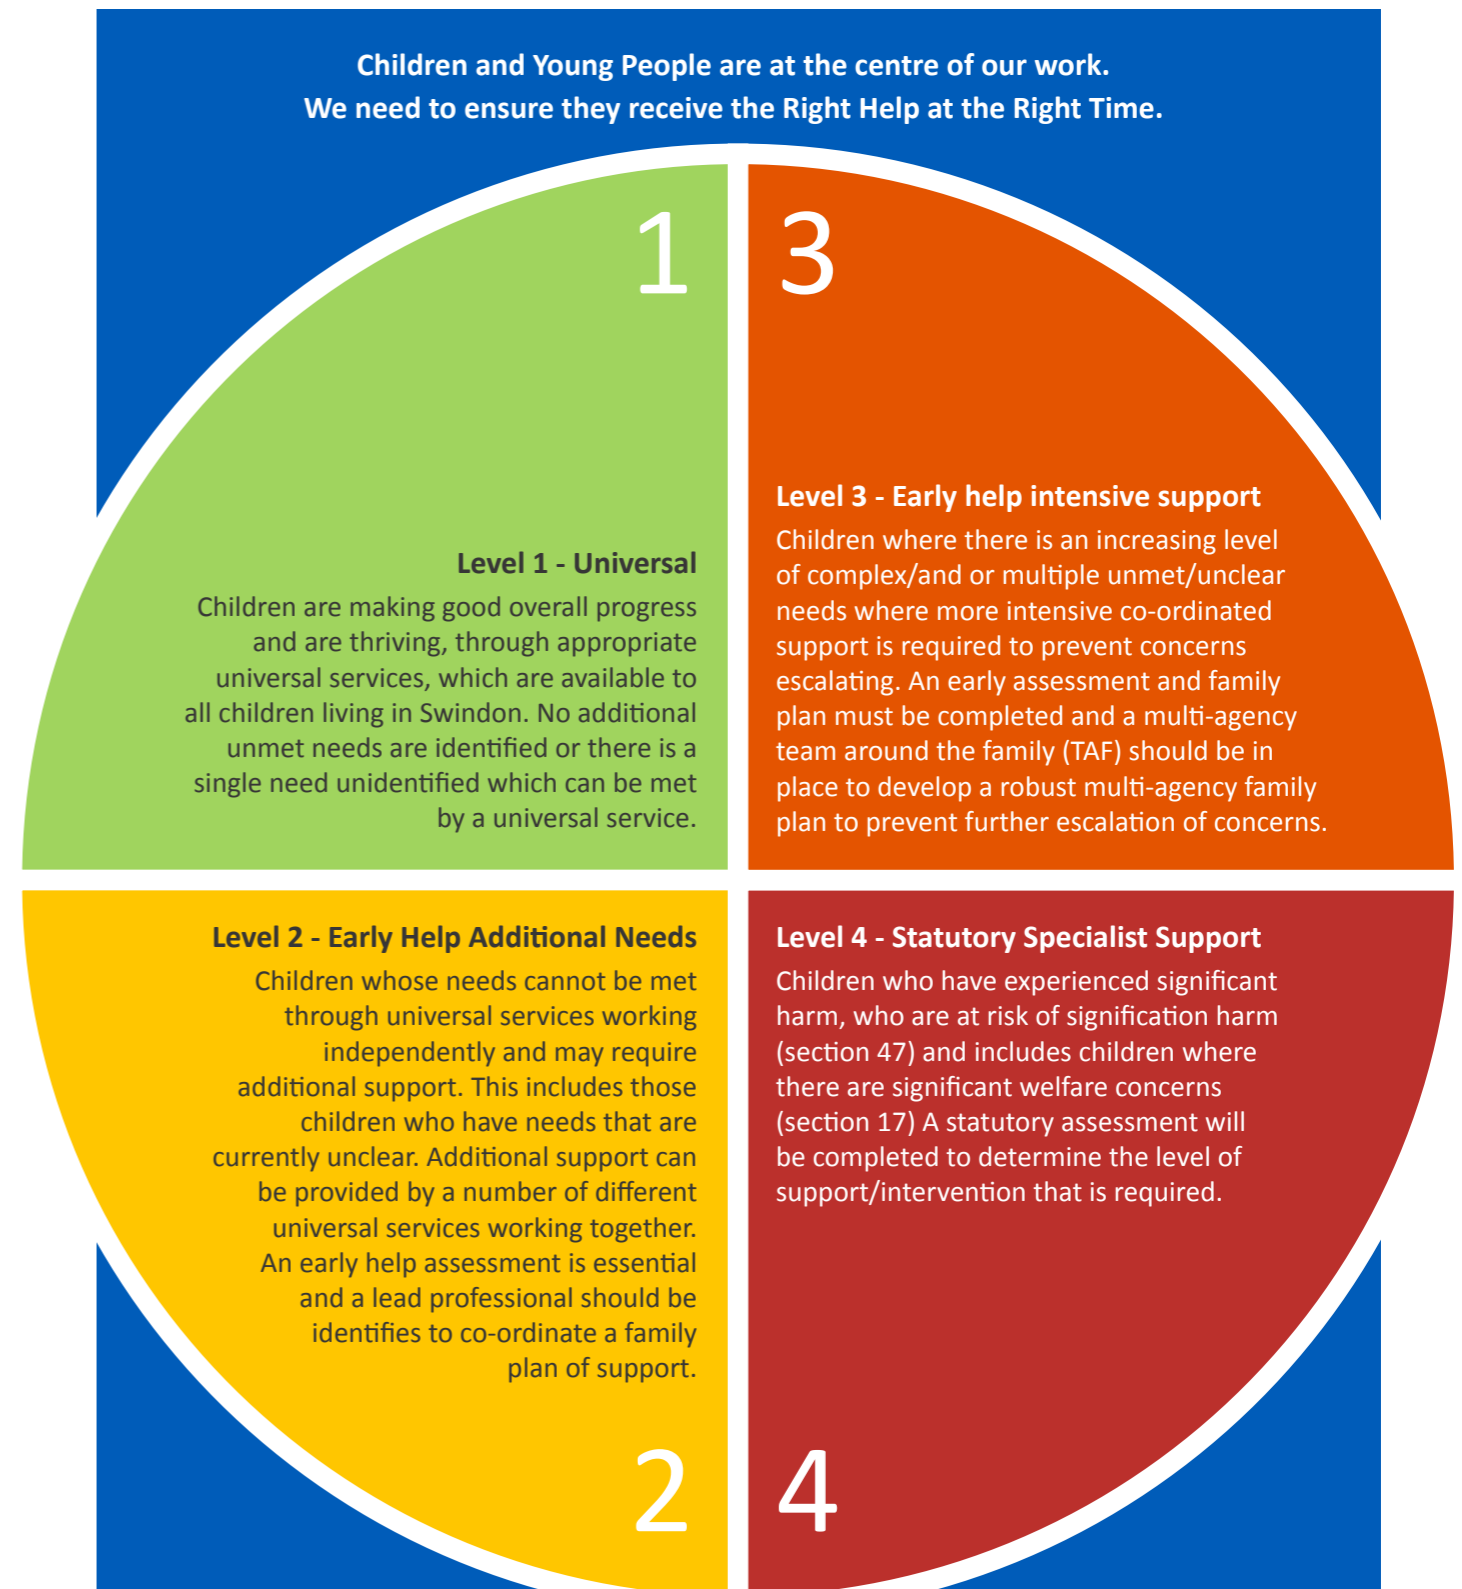 Children and Young People are at the centre of our work.
We need to ensure they receive the Right Help at the Right Time.
1
Level 1 - Universal
Children are making good overall progress
and are thriving, through appropriate
universal services, which are available to
all children living in Swindon. No additional
unmet needs are identified or there is a
single need unidentified which can be met
by a universal service.
Level 2 - Early Help Additional Needs
Children whose needs cannot be met
through universal services working
independently and may require
additional support. This includes those
children who have needs that are
currently unclear. Additional support can
be provided by a number of different
universal services working together.
An early help assessment is essential
and a lead professional should be
identifies to co-ordinate a family
plan of support.
2
3
Level 3 - Early help intensive support
Children where there is an increasing level
of complex/and or multiple unmet/unclear
needs where more intensive co-ordinated
support is required to prevent concerns
escalating. An early assessment and family
plan must be completed and a multi-agency
team around the family (TAF) should be in
place to develop a robust multi-agency family
plan to prevent further escalation of concerns.
Level 4 - Statutory Specialist Support
Children who have experienced significant
harm, who are at risk of signification harm
(section 47) and includes children where
there are significant welfare concerns
(section 17) A statutory assessment will
be completed to determine the level of
support/intervention that is required.
4